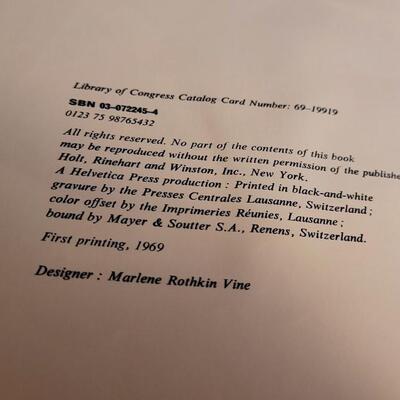 Library of Congress Catalog Card Number: 69-19919
SBN 03-072245-4
0123 75 98765432
All rights reserved. No part of the contents of this book
may be reproduced without the written permission of the publishe
Holt, Rinehart and Winston, Inc., New York.
A Helvetica Press production : Printed in black-and-white
gravure by the Presses Centrales Lausanne, Switzerland ;
color offset by the Imprimeries Réunies, Lausanne ;
bound by Mayer & Soutter S.A., Renens, Switzerland.
First printing, 1969
Designer : Marlene Rothkin Vine